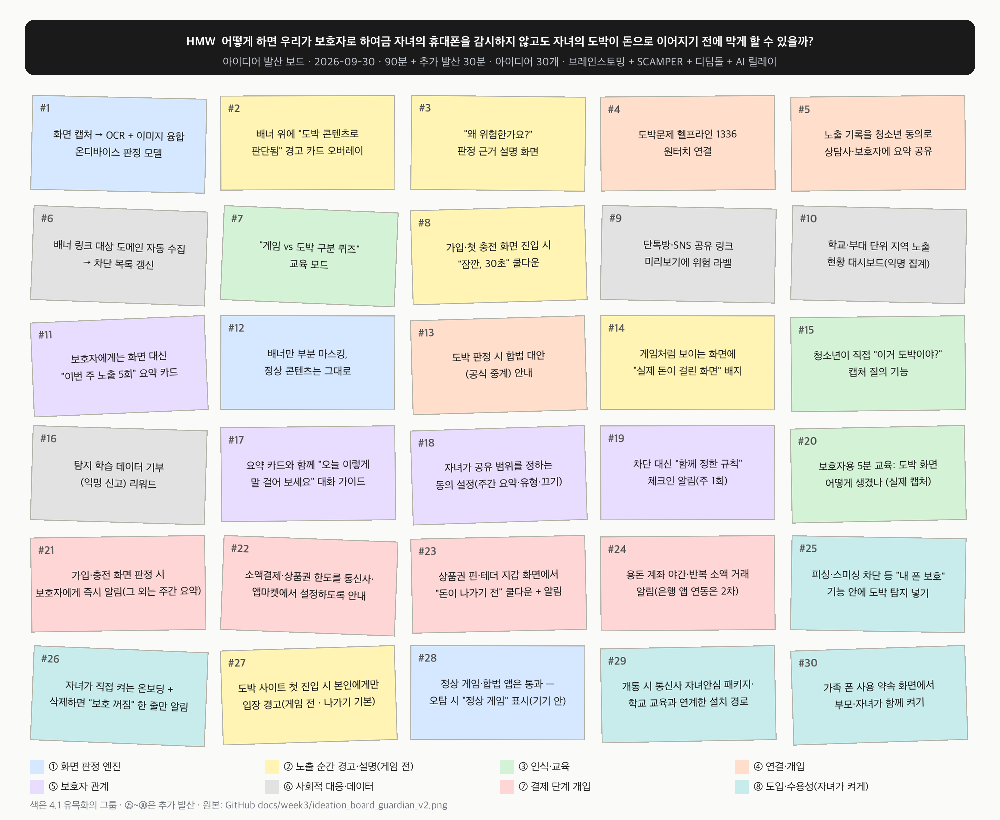 HMW 어떻게 하면 우리가 보호자로 하여금 자녀의 휴대폰을 감시하지 않고도 자녀의 도박이 돈으로 이어지기 전에 막게 할 수 있을까?
아이디어 발산 보드 · 2026-09-30 · 90분 + 추가 발산 30분 · 아이디어 30개 · 브레인스토밍 + SCAMPER + 디딤돌 + AI 릴레이
#1
화면 캡처 → OCR + 이미지 융합
온디바이스 판정 모델
#2
배너 위에 "도박 콘텐츠로
판단됨" 경고 카드 오버레이
#3
"왜 위험한가요?"
판정 근거 설명 화면
#4
도박문제 헬프라인 1336
원터치 연결
#5
노출 기록을 청소년 동의로
상담사·보호자에 요약 공유
#6
배너 링크 대상 도메인 자동 수집
→ 차단 목록 갱신
#7
"게임 vs 도박 구분 퀴즈"
교육 모드
#8
가입·첫 충전 화면 진입 시
"잠깐, 30초" 쿨다운
#9
단톡방·SNS 공유 링크
미리보기에 위험 라벨
#10
학교·부대 단위 지역 노출
현황 대시보드(익명 집계)
#11
보호자에게는 화면 대신
"이번 주 노출 5회" 요약 카드
#12
배너만 부분 마스킹,
정상 콘텐츠는 그대로
#13
도박 판정 시 합법 대안
(공식 중계) 안내
#14
게임처럼 보이는 화면에
"실제 돈이 걸린 화면" 배지
#15
청소년이 직접 "이거 도박이야?"
캡처 질의 기능
#16
탐지 학습 데이터 기부
(익명 신고) 리워드
#17
요약 카드와 함께 "오늘 이렇게
말 걸어 보세요" 대화 가이드
#18
자녀가 공유 범위를 정하는
동의 설정(주간 요약·유형·끄기)
#19
차단 대신 "함께 정한 규칙"
체크인 알림(주 1회)
#20
보호자용 5분 교육: 도박 화면
어떻게 생겼나 (실제 캡처)
#21
가입·충전 화면 판정 시
보호자에게 즉시 알림(그 외는 주간 요약)
#22
소액결제·상품권 한도를 통신사·
앱마켓에서 설정하도록 안내
#23
상품권 핀·테더 지갑 화면에서
"돈이 나가기 전" 쿨다운 + 알림
#24
용돈 계좌 야간·반복 소액 거래
알림(은행 앱 연동은 2차)
#25
피싱·스미싱 차단 등 "내 폰 보호"
기능 안에 도박 탐지 넣기
#26
자녀가 직접 켜는 온보딩 +
삭제하면 "보호 꺼짐" 한 줄만 알림
#27
도박 사이트 첫 진입 시 본인에게만
입장 경고(게임 전 · 나가기 기본)
#28
정상 게임·합법 앱은 통과 —
오탐 시 "정상 게임" 표시(기기 안)
#29
개통 시 통신사 자녀안심 패키지·
학교 교육과 연계한 설치 경로
#30
가족 폰 사용 약속 화면에서
부모·자녀가 함께 켜기
① 화면 판정 엔진
② 노출 순간 경고·설명(게임 전)
③ 인식·교육
④ 연결·개입
⑤ 보호자 관계
⑥ 사회적 대응·데이터
⑦ 결제 단계 개입
⑧ 도입·수용성(자녀가 켜게)
색은 4.1 유목화의 그룹 · ㉕~㉚은 추가 발산 · 원본: GitHub docs/week3/ideation_board_guardian_v2.png